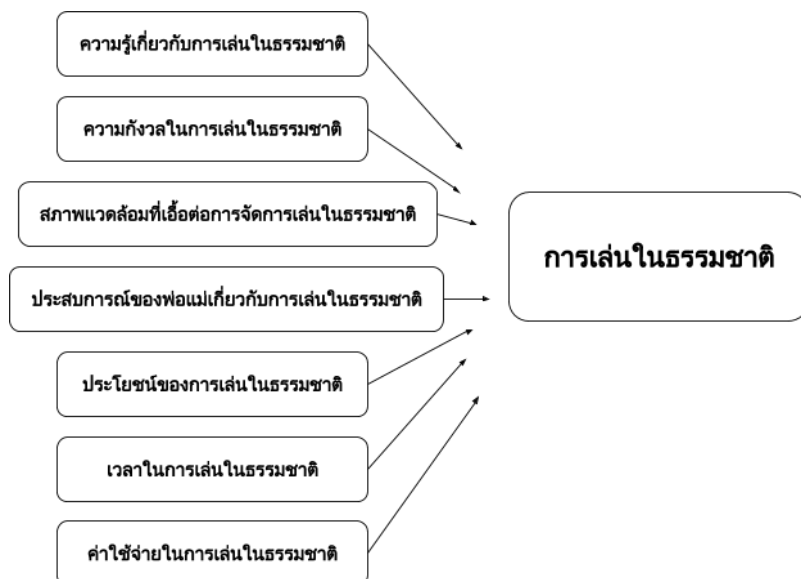 ความรู้เกี่ยวกับการเล่นในธรรมชาติ
ความกังวลในการเล่นในธรรมชาติ
สภาพแวดล้อมที่เอื้อต่อการจัดการเล่นในธรรมชาติ
ประสบการณ์ของพ่อแม่เกี่ยวกับการเล่นในธรรมชาติ
ประโยชน์ของการเล่นในธรรมชาติ
เวลาในการเล่นในธรรมชาติ
ค่าใช้จ่ายในการเล่นในธรรมชาติ
การเล่นในธรรมชาติ